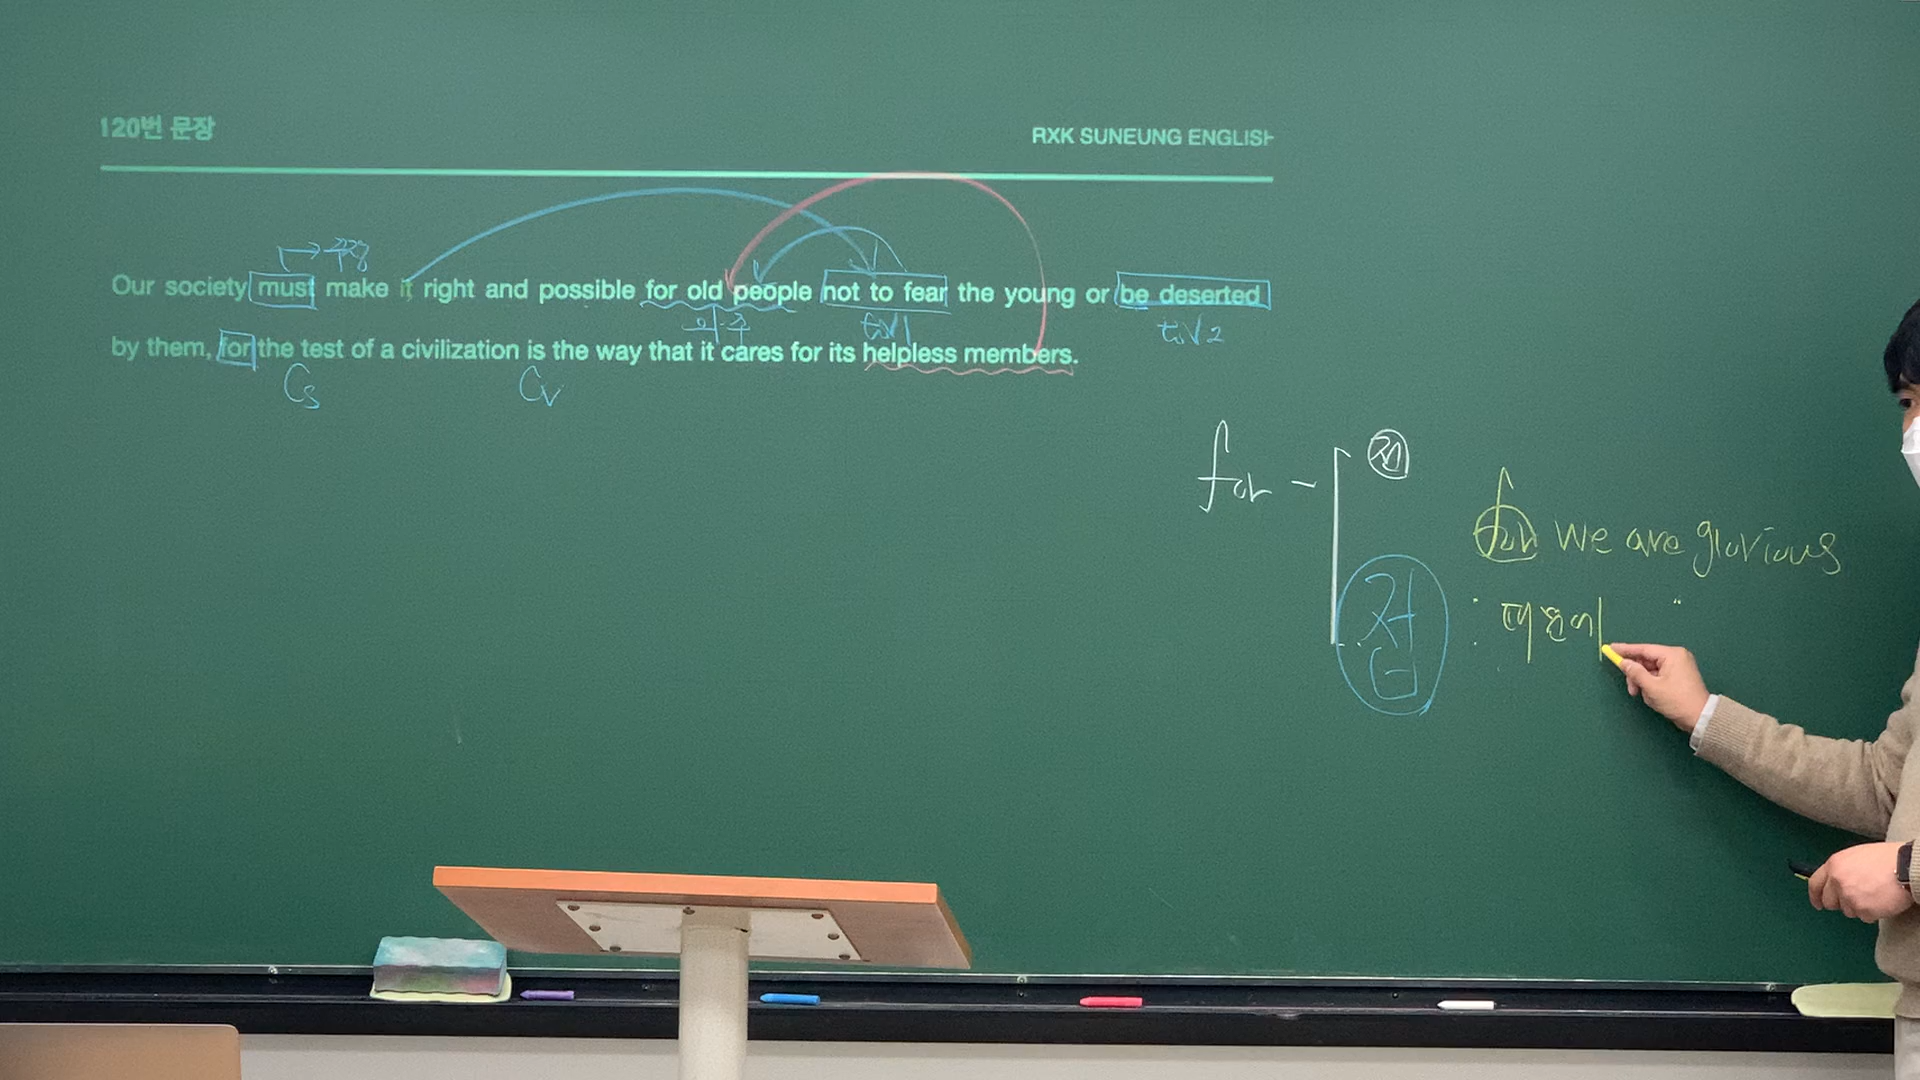 120번 문장
RXK SUNEUNG ENGLISH
→ 주장
Our society must make it right and possible for old people not to fear the young or be deserted
의·주 to V1 to V2
by them, for the test of a civilization is the way that it cares for its helpless members.
Cs Cv
for - 전
for we are glorious
접
: 때문에